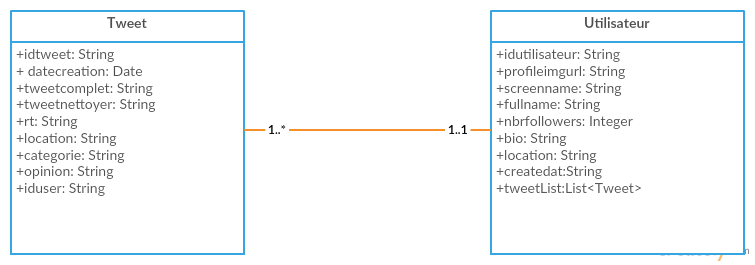 Tweet
+idtweet: String
+ datecreation: Date
+tweetcomplet: String
+tweetnettoyer: String
+rt: String
+location: String
+categorie: String
+opinion: String
+iduser: String
1..*
1..1
Utilisateur
+idutilisateur: String
+profileimgurl: String
+screenname: String
+fullname: String
+nbrfollowers: Integer
+bio: String
+location: String
+createdat:String
+tweetList:List<Tweet>